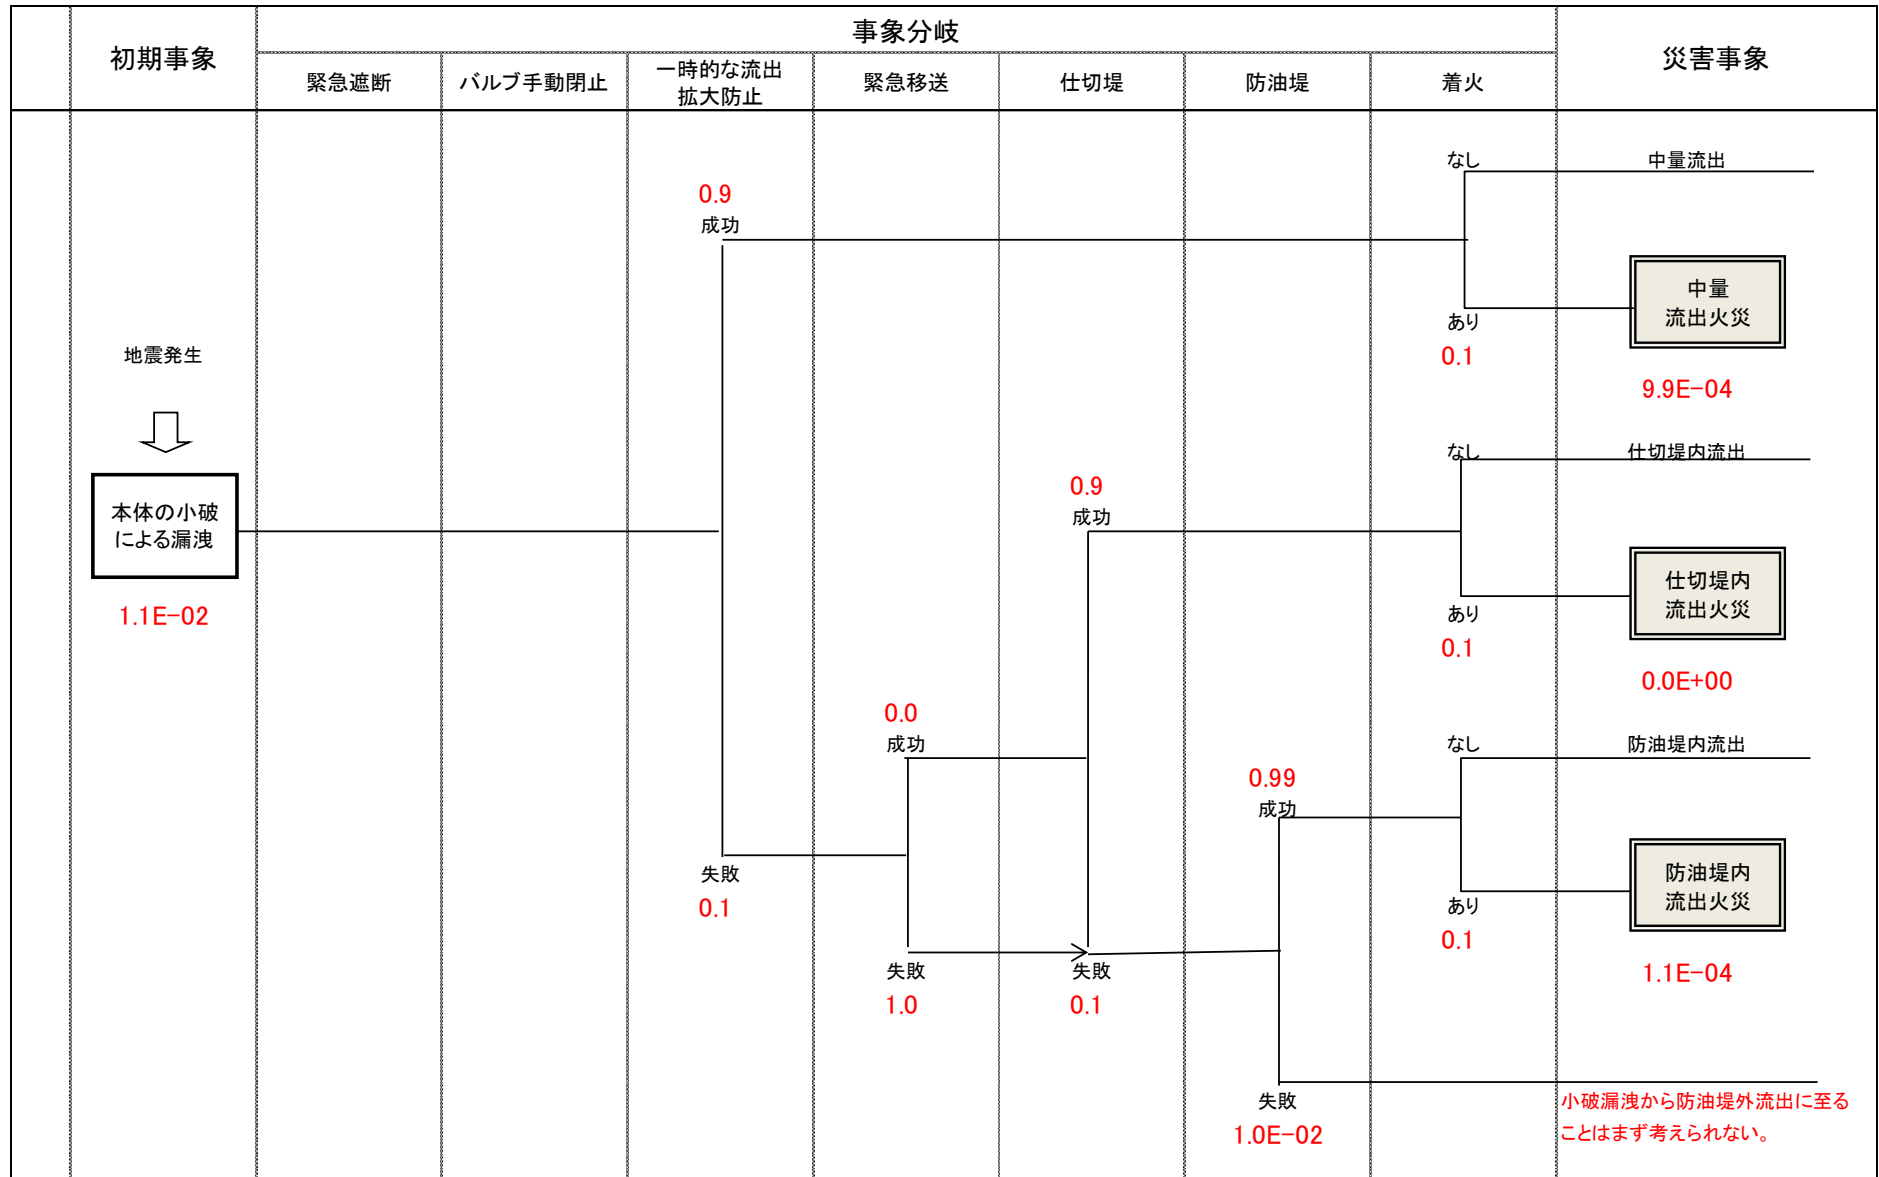 初期事象
事象分岐
災害事象
緊急遮断
バルブ手動閉止
一時的な流出
拡大防止
緊急移送
仕切堤
防油堤
着火
なし
中量流出
0.9
成功
中量
流出火災
あり
0.1
9.9E-04
地震発生
なし
仕切堤内流出
0.9
成功
本体の小破
による漏洩
1.1E-02
仕切堤内
流出火災
あり
0.1
0.0E+00
0.0
成功
なし
防油堤内流出
0.99
成功
失敗
0.1
防油堤内
流出火災
あり
0.1
1.1E-04
失敗
1.0
失敗
0.1
失敗
1.0E-02
小破漏洩から防油堤外流出に至る
ことはまず考えられない。